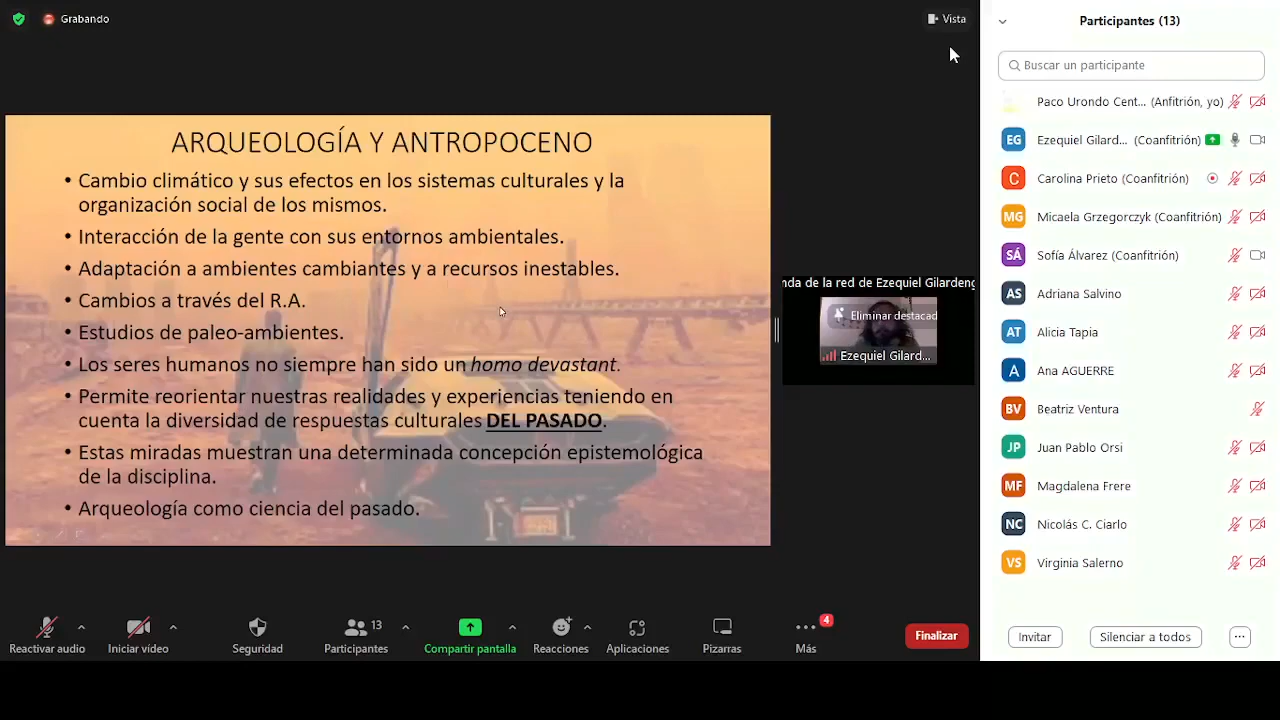 Grabando
Vista
ARQUEOLOGÍA Y ANTROPOCENO
• Cambio climático y sus efectos en los sistemas culturales y la
organización social de los mismos.
• Interacción de la gente con sus entornos ambientales.
• Adaptación a ambientes cambiantes y a recursos inestables.
• Cambios a través del R.A.
• Estudios de paleo-ambientes.
• Los seres humanos no siempre han sido un homo devastant.
• Permite reorientar nuestras realidades y experiencias teniendo en
cuenta la diversidad de respuestas culturales DEL PASADO.
• Estas miradas muestran una determinada concepción epistemológica
de la disciplina.
• Arqueología como ciencia del pasado.
nda de la red de Ezequiel Gilardeng
Eliminar destacad
Ezequiel Gilard...
Participantes (13)
Buscar un participante
Paco Urondo Cent... (Anfitrión, yo)
EG Ezequiel Gilard... (Coanfitrión)
C Carolina Prieto (Coanfitrión)
MG Micaela Grzegorczyk (Coanfitrión)
SÁ Sofía Álvarez (Coanfitrión)
AS Adriana Salvino
AT Alicia Tapia
A Ana AGUERRE
BV Beatriz Ventura
JP Juan Pablo Orsi
MF Magdalena Frere
NC Nicolás C. Ciarlo
VS Virginia Salerno
Invitar
Silenciar a todos
...
Reactivar audio
Iniciar vídeo
Seguridad
13
Participantes
Compartir pantalla
Reacciones
Aplicaciones
Pizarras
4
Más
Finalizar